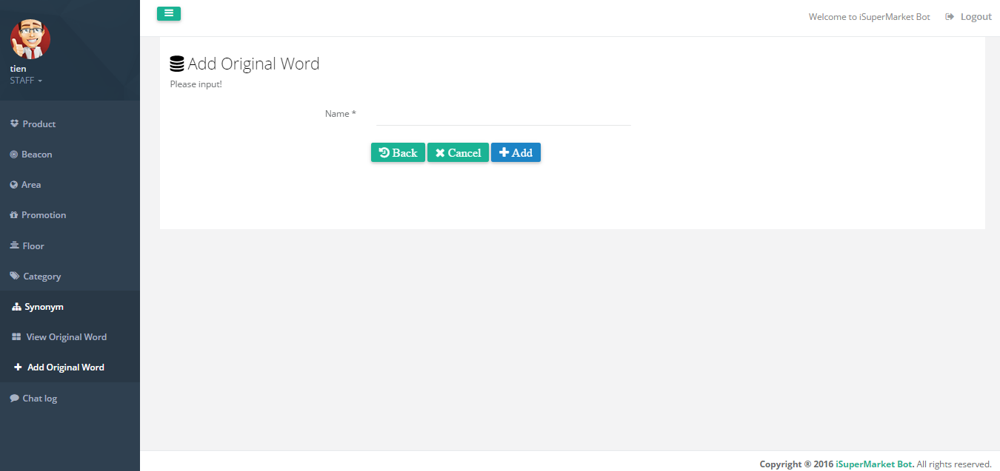 tien
STAFF
Product
Beacon
Area
Promotion
Floor
Category
Synonym
View Original Word
Add Original Word
Chat log
Welcome to iSuperMarket Bot Logout
Add Original Word
Please input!
Name *
Back Cancel Add
Copyright ® 2016 iSuperMarket Bot. All rights reserved.